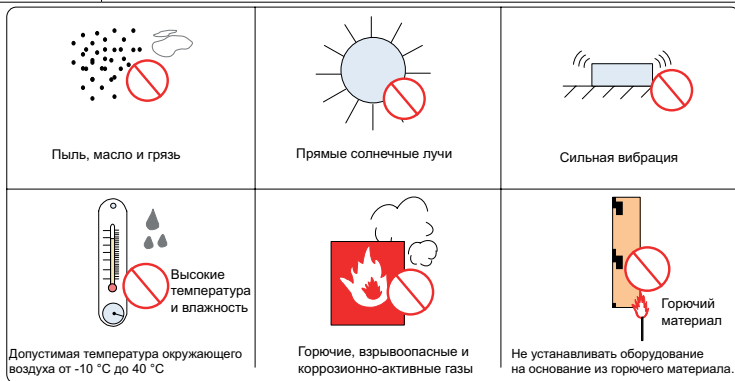 Пыль, масло и грязь
Прямые солнечные лучи
Сильная вибрация
Высокие
температура
и влажность
Допустимая температура окружающего
воздуха от -10 °C до 40 °C
Горючие, взрывоопасные и
коррозионно-активные газы
Горючий
материал
Не устанавливать оборудование
на основание из горючего материала.